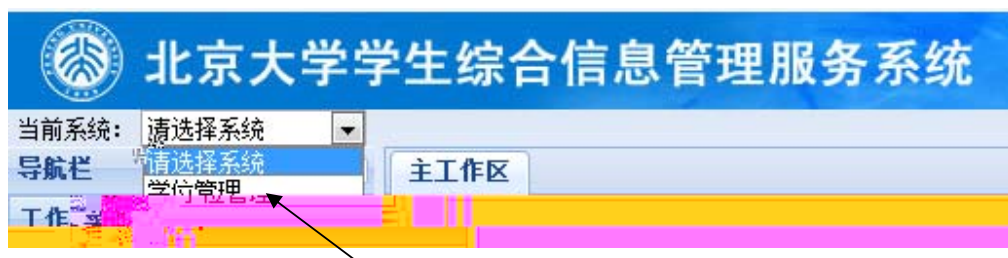 北京大学学生综合信息管理服务系统
当前系统： 请选择系统
导航栏 请选择系统 主工作区
学位管理
工作